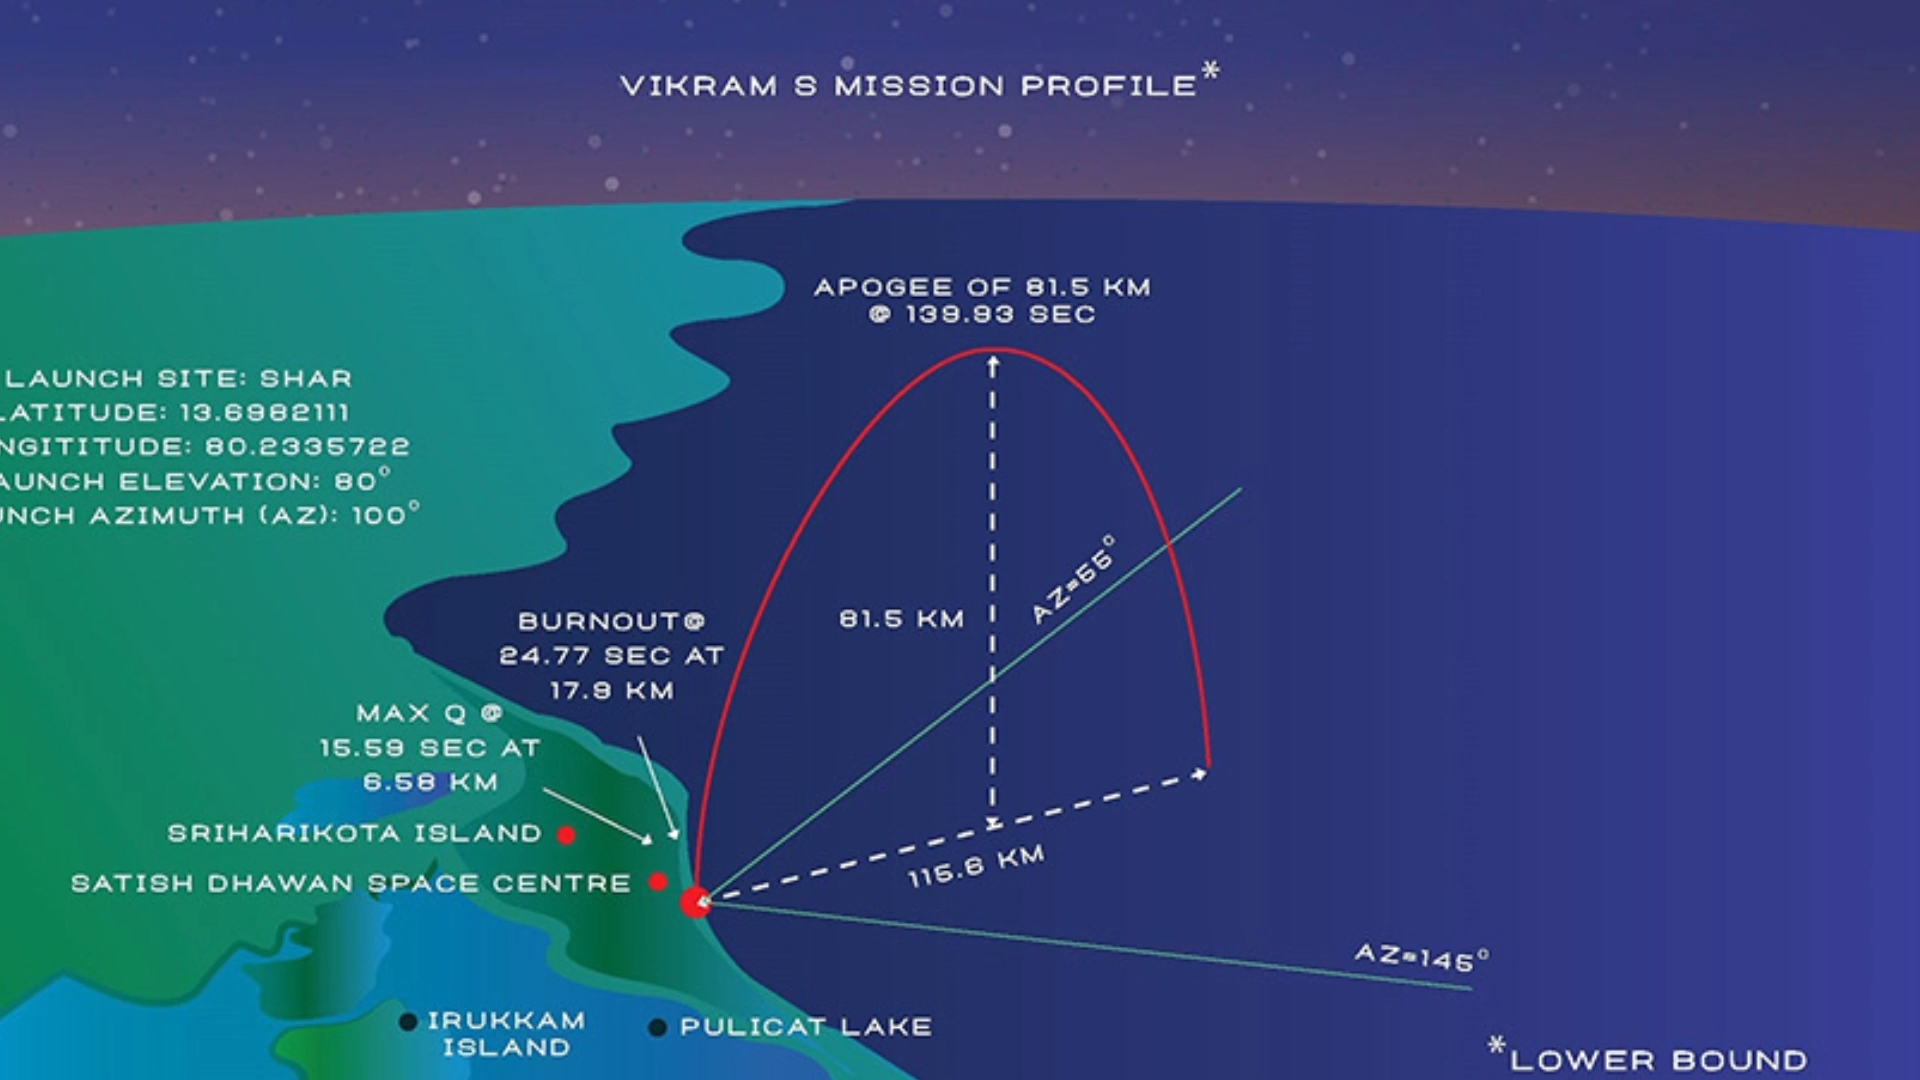 VIKRAM S MISSION PROFILE*
APOGEE OF 81.5 KM
@ 139.93 SEC
LAUNCH SITE: SHAR
LATITUDE: 13.6982111
NGITITUDE: 80.2335722
AUNCH ELEVATION: 80°
UNCH AZIMUTH (AZ): 100°
AZ=55°
81.5 KM
BURNOUT@
24.77 SEC AT
17.9 KM
MAX Q @
15.59 SEC AT
6.58 KM
SRIHARIKOTA ISLAND
SATISH DHAWAN SPACE CENTRE
115.6 KM
AZ=145°
IRUKKAM
ISLAND
PULICAT LAKE
*LOWER BOUND